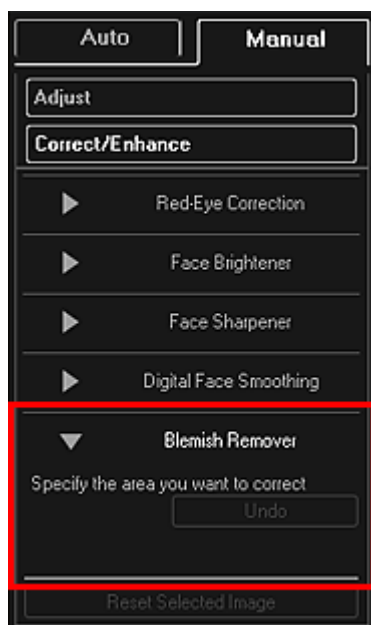 Auto Manual
Adjust
Correct/Enhance
Red-Eye Correction
Face Brightener
Face Sharpener
Digital Face Smoothing
Blemish Remover
Specify the area you want to correct
Undo
Reset Selected Image